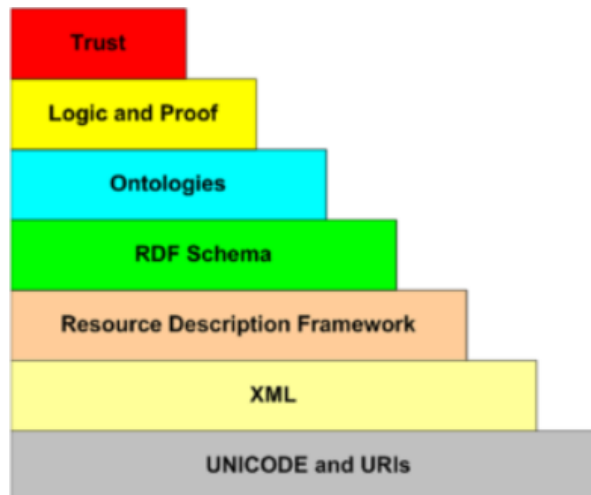 Trust
Logic and Proof
Ontologies
RDF Schema
Resource Description Framework
XML
UNICODE and URIs